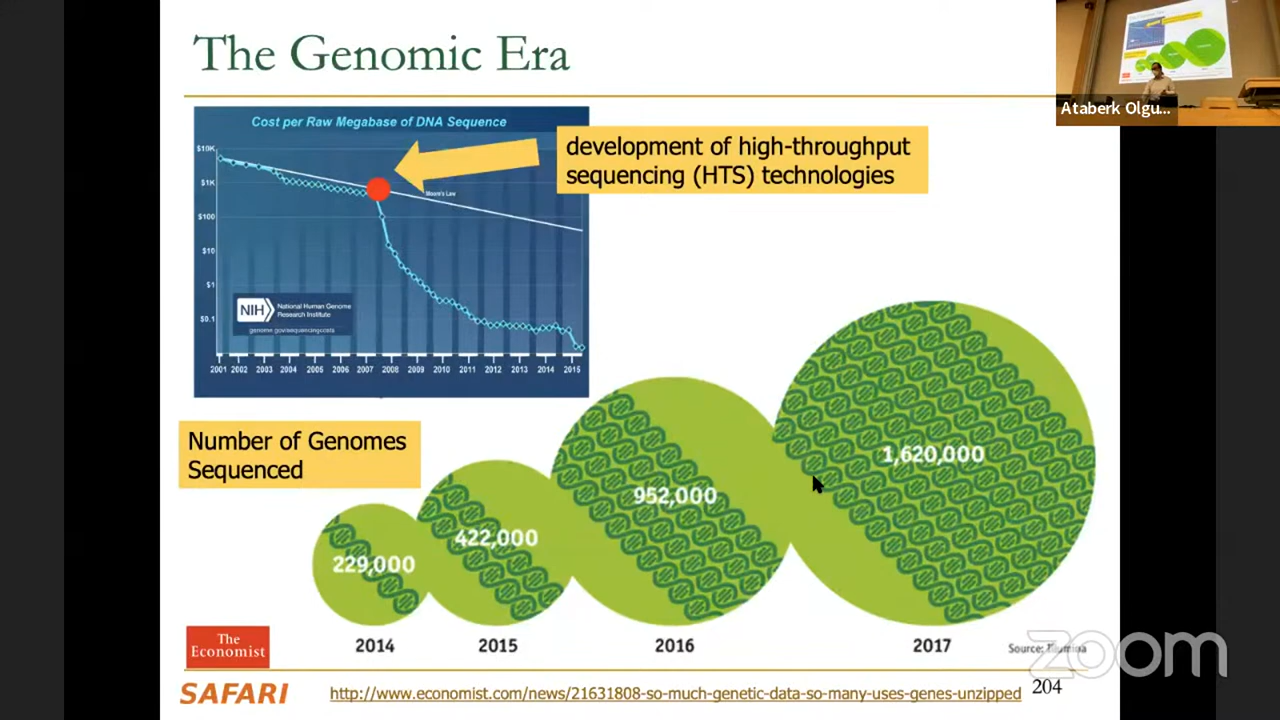 The Genomic Era
Ataberk Olgu...
Cost per Raw Megabase of DNA Sequence
development of high-throughput
sequencing (HTS) technologies
$10K
$1K
$100
$10
$1
$0.1
Moore's Law
NIH
National Human Genome
Research Institute
genome.gov/sequencingcosts
2001 2002 2003 2004 2005 2006 2007 2008 2009 2010 2011 2012 2013 2014 2015
Number of Genomes
Sequenced
229,000
422,000
952,000
1,620,000
2014
2015
2016
2017
The
Economist
Source: Illumina
zoom
SAFARI
http://www.economist.com/news/21631808-so-much-genetic-data-so-many-uses-genes-unzipped
204